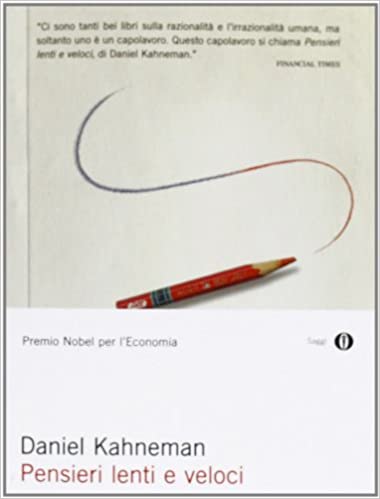 "Ci sono tanti bei libri sulla razionalità e l'irrazionalità umana, ma
soltanto uno è un capolavoro. Questo capolavoro si chiama Pensieri
lenti e veloci, di Daniel Kahneman."
FINANCIAL TIMES
Premio Nobel per l'Economia
Saggi
Daniel Kahneman
Pensieri lenti e veloci